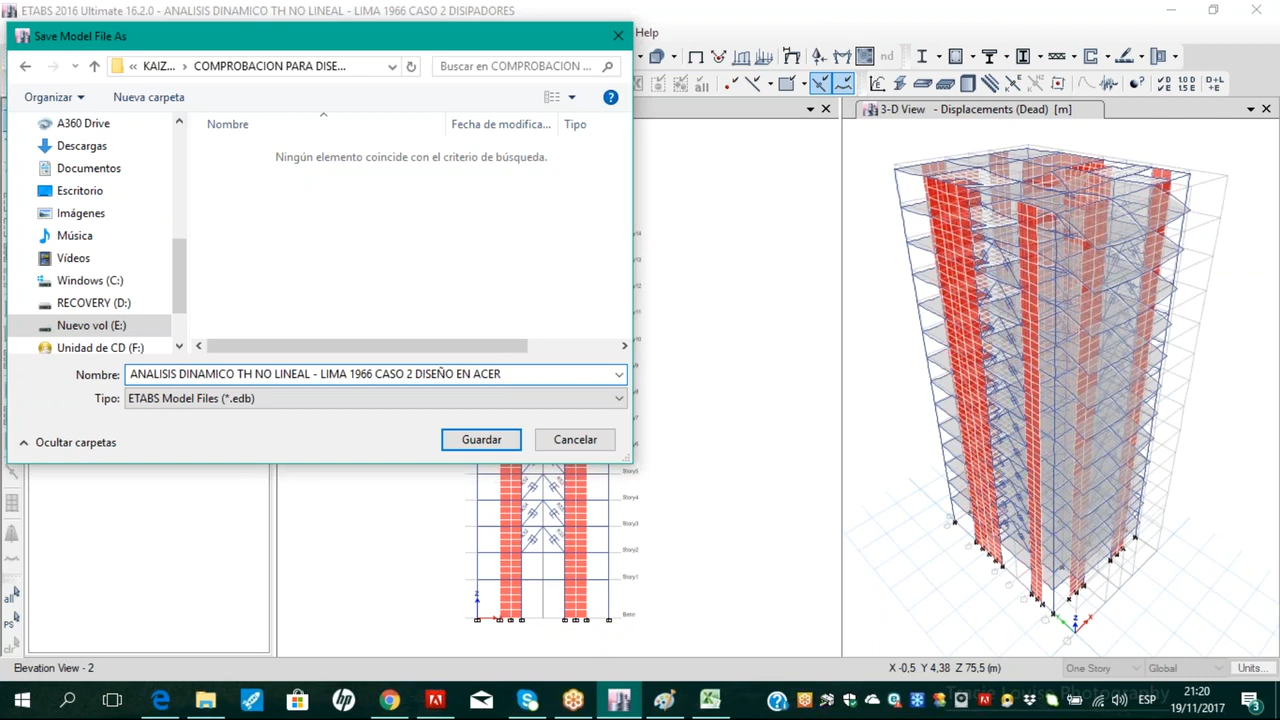 ETABS 2016 Ultimate 16.2.0 - ANALISIS DINAMICO TH NO LINEAL - LIMA 1966 CASO 2 DISIPADORES
Save Model File As
Help
nd
all
KAIZ...
COMPROBACION PARA DISE...
Buscar en COMPROBACION ...
Organizar
Nueva carpeta
3-D View - Displacements (Dead) [m]
A360 Drive
Descargas
Documentos
Escritorio
Imágenes
Música
Vídeos
Windows (C:)
RECOVERY (D:)
Nuevo vol (E:)
Unidad de CD (F:)
Nombre
Fecha de modifica...
Tipo
Ningún elemento coincide con el criterio de búsqueda.
Nombre: ANALISIS DINAMICO TH NO LINEAL - LIMA 1966 CASO 2 DISEÑO EN ACER
Tipo: ETABS Model Files (*.edb)
Ocultar carpetas
Guardar
Cancelar
Story4
Story3
Story2
Story1
Base
Z
X
Z
X
all
PS
clr
Elevation View - 2
X -0,5 Y 4,38 Z 75,5 (m)
One Story
Global
Units...
ESP
21:20
19/11/2017